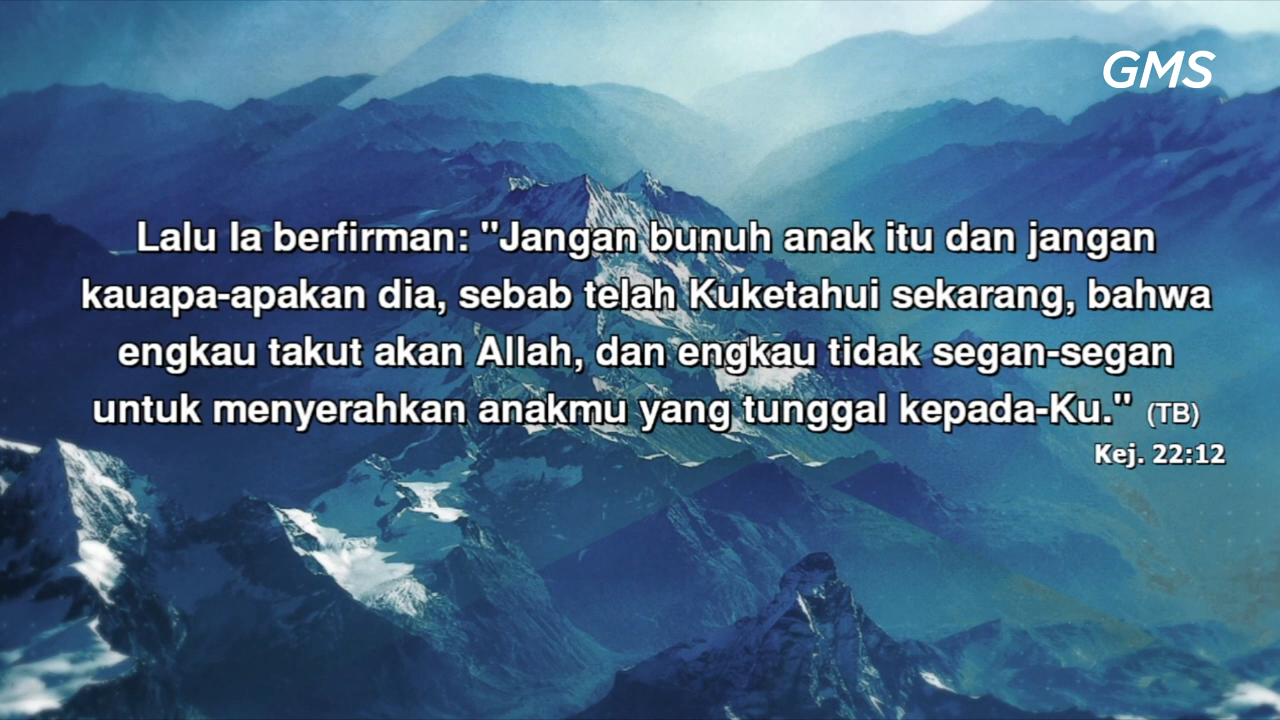 GMS
Lalu Ia berfirman: "Jangan bunuh anak itu dan jangan
kauapa-apakan dia, sebab telah Kuketahui sekarang, bahwa
engkau takut akan Allah, dan engkau tidak segan-segan
untuk menyerahkan anakmu yang tunggal kepada-Ku." (TB)
Kej. 22:12